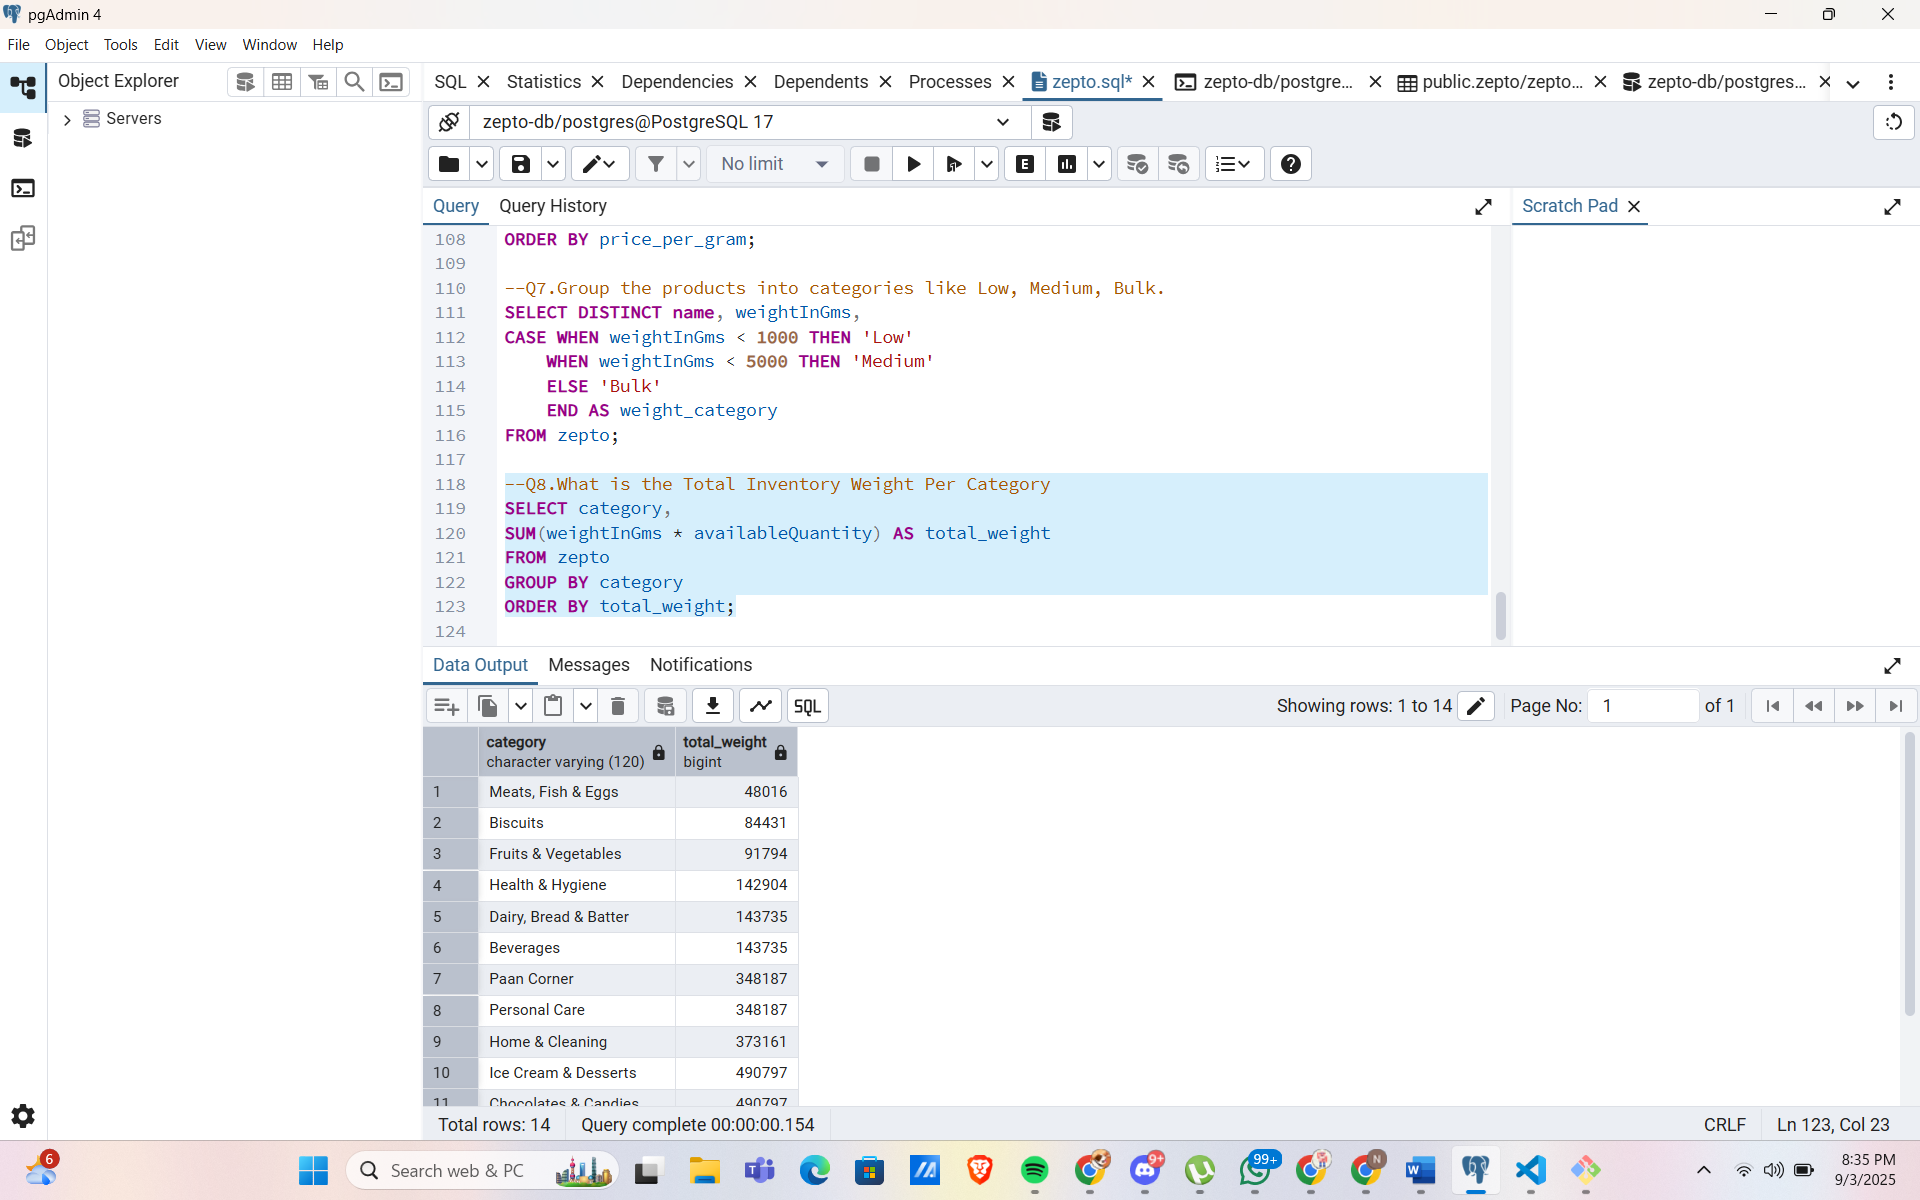 pgAdmin 4
File Object Tools Edit View Window Help
Object Explorer
SQL Statistics Dependencies Dependents Processes zepto.sql* zepto-db/postgre... public.zepto/zepto... zepto-db/postgres...
Servers
zepto-db/postgres@PostgreSQL 17
No limit
E
Query Query History
Scratch Pad
108 ORDER BY price_per_gram;
109
110 --Q7.Group the products into categories like Low, Medium, Bulk.
111 SELECT DISTINCT name, weightInGms,
112 CASE WHEN weightInGms < 1000 THEN 'Low'
113 WHEN weightInGms < 5000 THEN 'Medium'
114 ELSE 'Bulk'
115 END AS weight_category
116 FROM zepto;
117
118 --Q8.What is the Total Inventory Weight Per Category
119 SELECT category,
120 SUM(weightInGms * availableQuantity) AS total_weight
121 FROM zepto
122 GROUP BY category
123 ORDER BY total_weight;
124
Data Output Messages Notifications
SQL Showing rows: 1 to 14 Page No: 1 of 1
category total_weight
character varying (120) bigint
1 Meats, Fish & Eggs 48016
2 Biscuits 84431
3 Fruits & Vegetables 91794
4 Health & Hygiene 142904
5 Dairy, Bread & Batter 143735
6 Beverages 143735
7 Paan Corner 348187
8 Personal Care 348187
9 Home & Cleaning 373161
10 Ice Cream & Desserts 490797
11 Chocolates & Candies 490797
Total rows: 14 Query complete 00:00:00.154 CRLF Ln 123, Col 23
6
Search web & PC
9+
99+
N
8:35 PM
9/3/2025